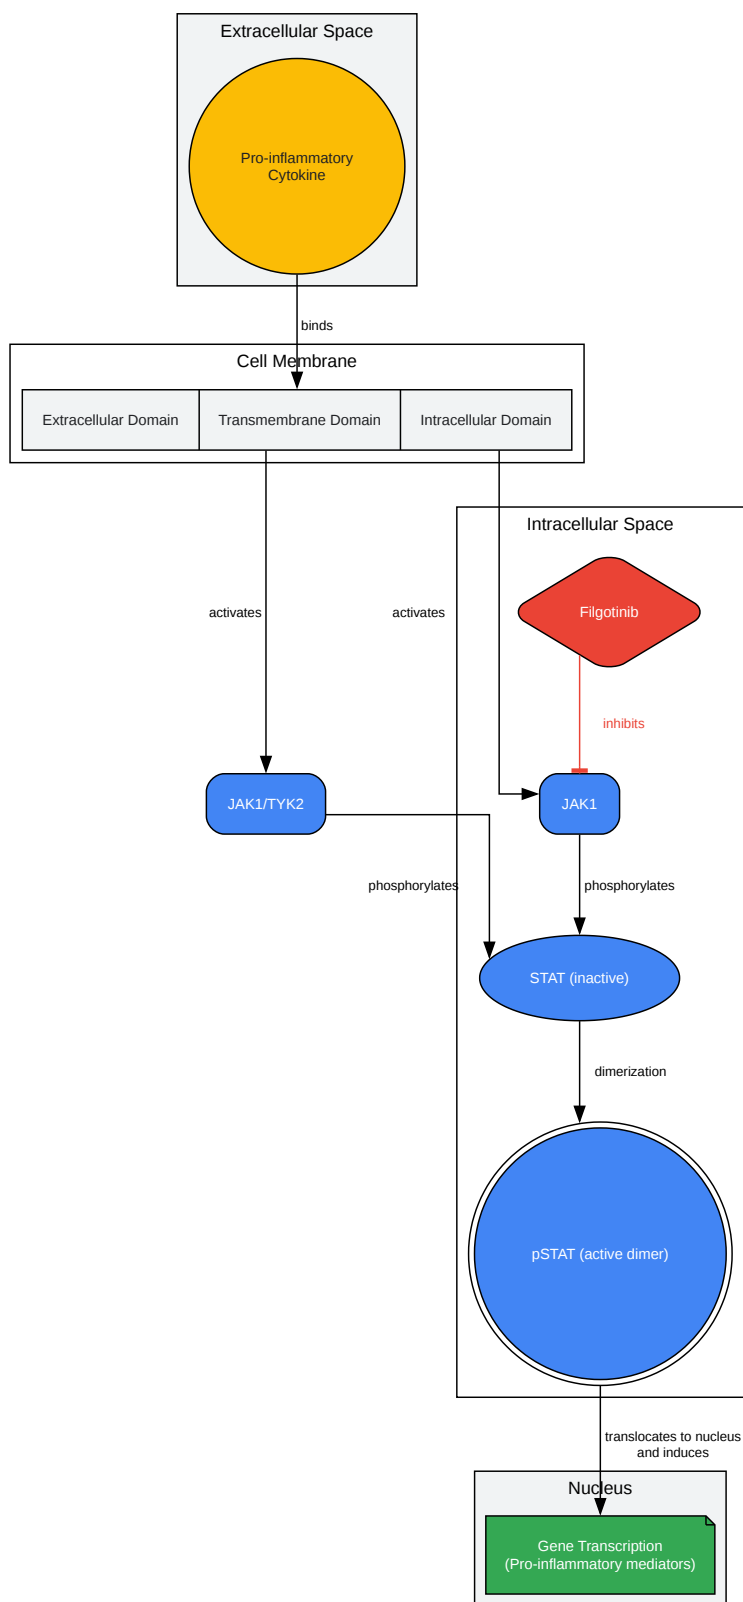 Extracellular Space
Pro-inflammatory
Cytokine
binds
Cell Membrane
Extracellular Domain
Transmembrane Domain
Intracellular Domain
Intracellular Space
Filgotinib
activates
activates
inhibits
JAK1/TYK2
JAK1
phosphorylates
phosphorylates
STAT (inactive)
dimerization
pSTAT (active dimer)
translocates to nucleus
and induces
Nucleus
Gene Transcription
(Pro-inflammatory mediators)